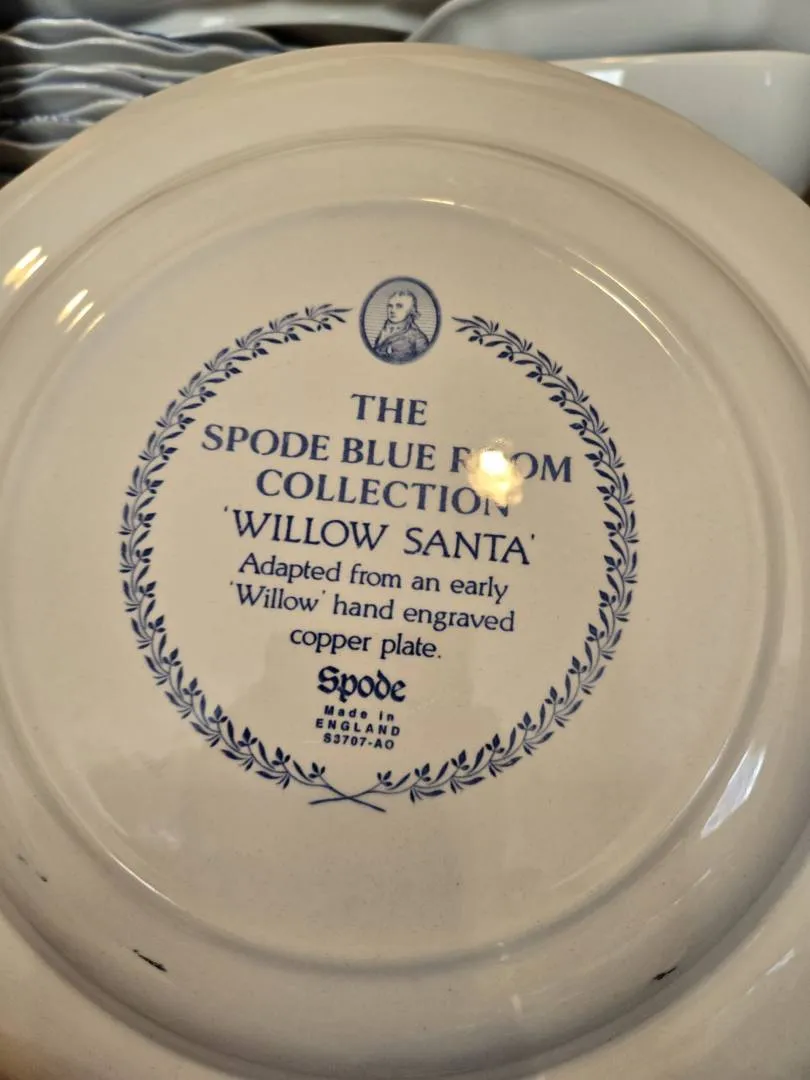 THE
SPODE BLUE ROOM
COLLECTION
'WILLOW SANTA'
Adapted from an early
'Willow' hand engraved
copper plate.
Spode
Made in
ENGLAND
S3707-AO